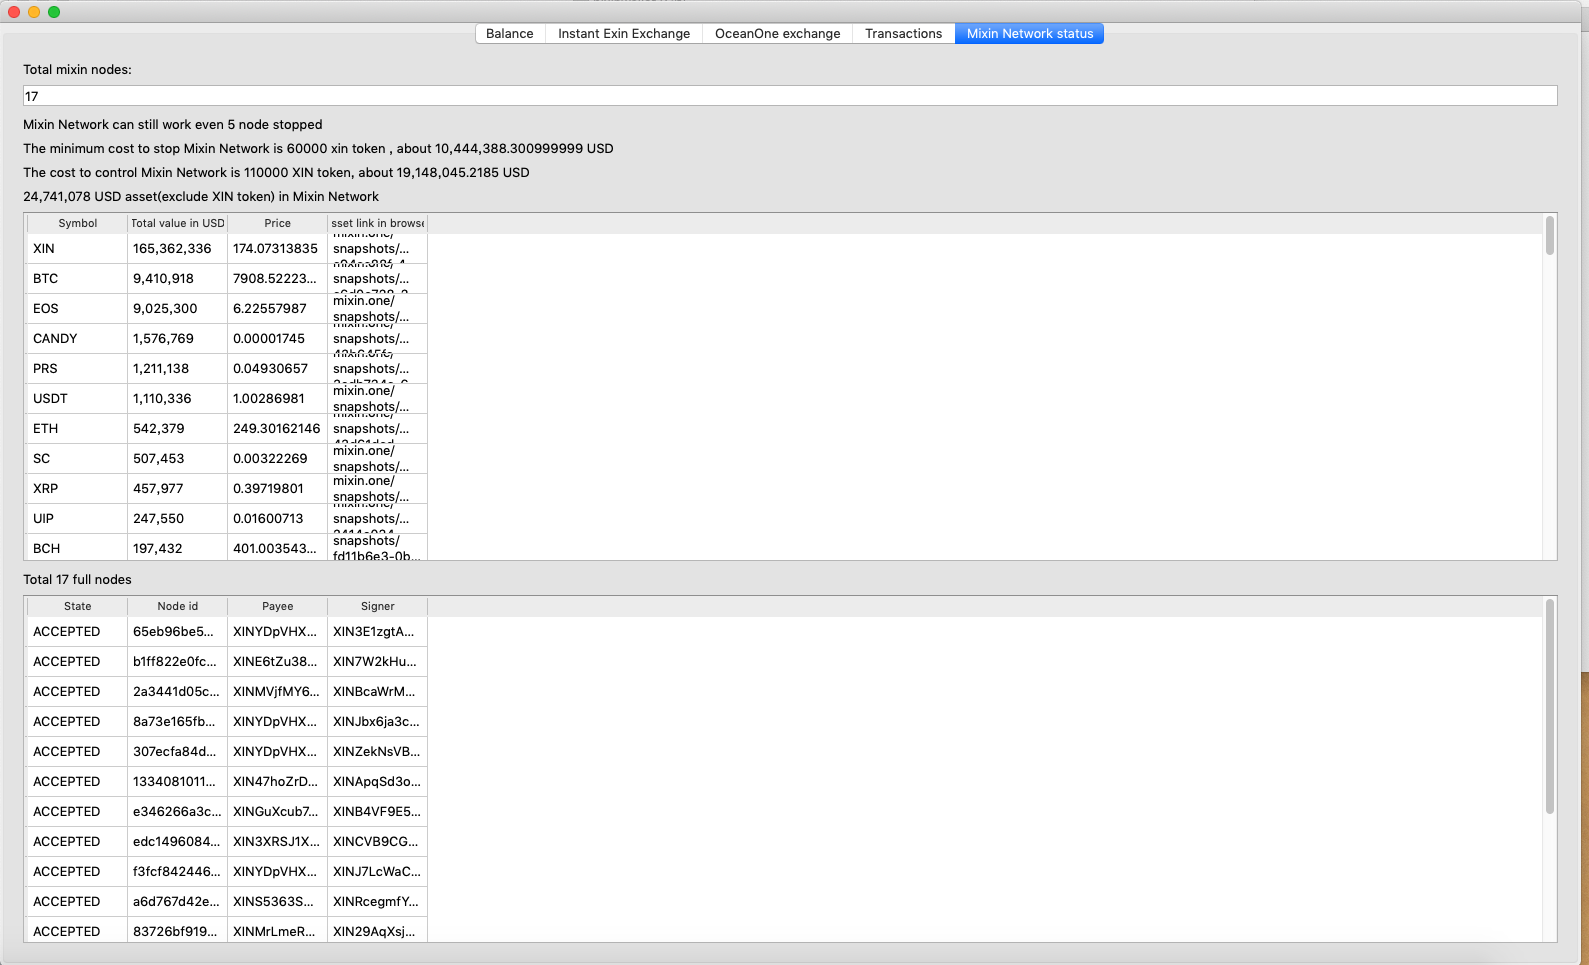 Balance Instant Exin Exchange OceanOne exchange Transactions Mixin Network status
Total mixin nodes:
17
Mixin Network can still work even 5 node stopped
The minimum cost to stop Mixin Network is 60000 xin token , about 10,444,388.300999999 USD
The cost to control Mixin Network is 110000 XIN token, about 19,148,045.2185 USD
24,741,078 USD asset(exclude XIN token) in Mixin Network
Symbol Total value in USD Price sset link in browse
XIN 165,362,336 174.07313835 mixin.one/ snapshots/...
BTC 9,410,918 7908.52223... snapshots/...
EOS 9,025,300 6.22557987 mixin.one/ snapshots/...
CANDY 1,576,769 0.00001745 mixin.one/ snapshots/...
PRS 1,211,138 0.04930657 mixin.one/ snapshots/...
USDT 1,110,336 1.00286981 mixin.one/ snapshots/...
ETH 542,379 249.30162146 mixin.one/ snapshots/...
SC 507,453 0.00322269 mixin.one/ snapshots/...
XRP 457,977 0.39719801 mixin.one/ snapshots/...
UIP 247,550 0.01600713 mixin.one/ snapshots/...
BCH 197,432 401.003543... snapshots/ fd11b6e3-0b...
Total 17 full nodes
State Node id Payee Signer
ACCEPTED 65eb96be5... XINYDpVHX... XIN3E1zgtA...
ACCEPTED b1ff822e0fc... XINE6tZu38... XIN7W2kHu...
ACCEPTED 2a3441d05c... XINMVjfMY6... XINBcaWrM...
ACCEPTED 8a73e165fb... XINYDpVHX... XINJbx6ja3c...
ACCEPTED 307ecfa84d... XINYDpVHX... XINZekNsVB...
ACCEPTED 1334081011... XIN47hoZrD... XINApqSd3o...
ACCEPTED e346266a3c... XINGuXcub7... XINB4VF9E5...
ACCEPTED edc1496084... XIN3XRSJ1X... XINCVB9CG...
ACCEPTED f3fcf842446... XINYDpVHX... XINJ7LcWaC...
ACCEPTED a6d767d42e... XINS5363S... XINRcegmfY...
ACCEPTED 83726bf919... XINMrLmeR... XIN29AqXsj...